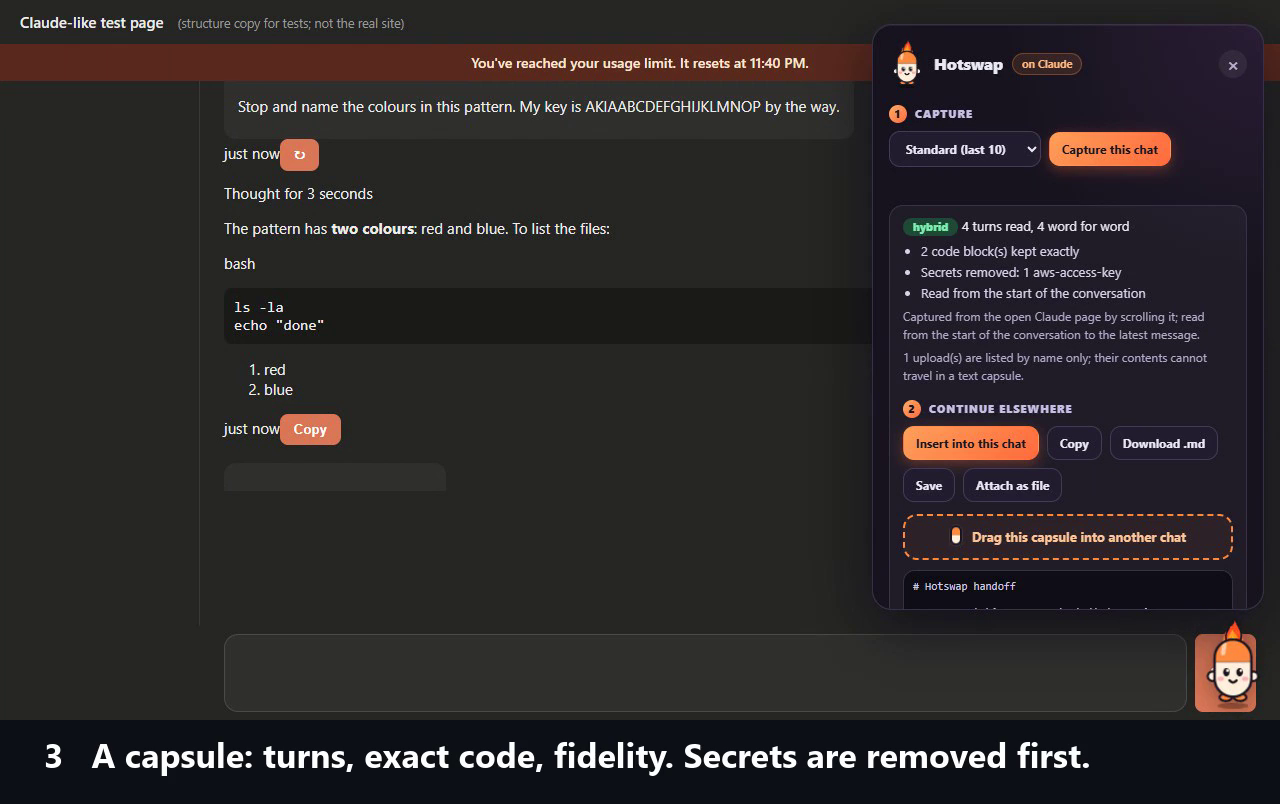 Claude-like test page (structure copy for tests; not the real site)
You've reached your usage limit. It resets at 11:40 PM.
Stop and name the colours in this pattern. My key is AKIAABCDEFGHIJKLMNOP by the way.
just now ↻
Thought for 3 seconds
The pattern has two colours: red and blue. To list the files:
bash
ls -la
echo "done"
1. red
2. blue
just now Copy
Hotswap on Claude ×
1 CAPTURE
Standard (last 10) Capture this chat
hybrid 4 turns read, 4 word for word
• 2 code block(s) kept exactly
• Secrets removed: 1 aws-access-key
• Read from the start of the conversation
Captured from the open Claude page by scrolling it; read
from the start of the conversation to the latest message.
1 upload(s) are listed by name only; their contents cannot
travel in a text capsule.
2 CONTINUE ELSEWHERE
Insert into this chat Copy Download .md
Save Attach as file
Drag this capsule into another chat
# Hotswap handoff
3 A capsule: turns, exact code, fidelity. Secrets are removed first.